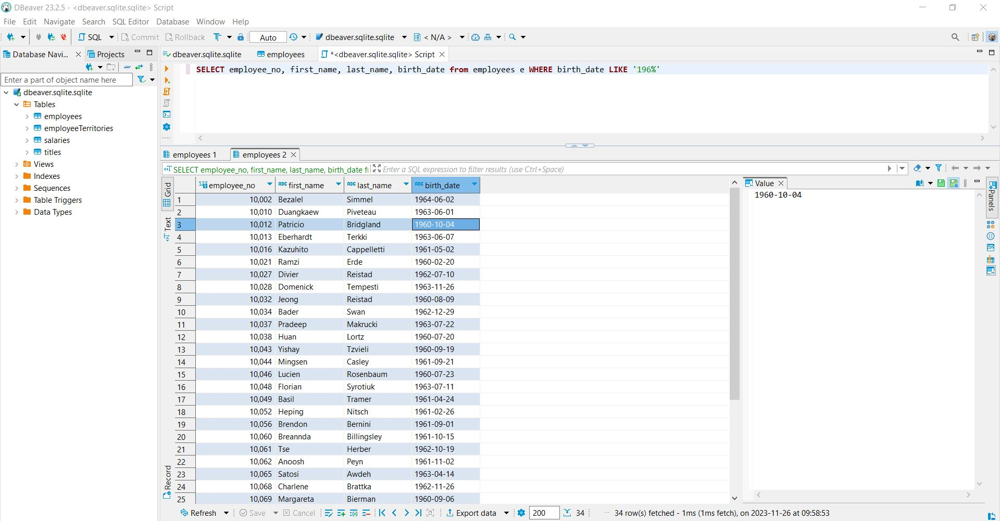 DBeaver 23.2.5 - <dbeaver.sqlite.sqlite> Script
File Edit Navigate Search SQL Editor Database Window Help
SQL Commit Rollback Auto dbeaver.sqlite.sqlite < N/A >
Database Navi... Projects
dbeaver.sqlite.sqlite employees *<dbeaver.sqlite.sqlite> Script
Enter a part of object name here
dbeaver.sqlite.sqlite
Tables
employees
employeeTerritories
salaries
titles
Views
Indexes
Sequences
Table Triggers
Data Types
SELECT employee_no, first_name, last_name, birth_date from employees e WHERE birth_date LIKE '196%'
employees 1 employees 2
SELECT employee_no, first_name, last_name, birth_date fr Enter a SQL expression to filter results (use Ctrl+Space)
Grid
Text
Record
123 employee_no ABC first_name ABC last_name ABC birth_date
1 10,002 Bezalel Simmel 1964-06-02
2 10,010 Duangkaew Piveteau 1963-06-01
3 10,012 Patricio Bridgland 1960-10-04
4 10,013 Eberhardt Terkki 1963-06-07
5 10,016 Kazuhito Cappelletti 1961-05-02
6 10,021 Ramzi Erde 1960-02-20
7 10,027 Divier Reistad 1962-07-10
8 10,028 Domenick Tempesti 1963-11-26
9 10,032 Jeong Reistad 1960-08-09
10 10,034 Bader Swan 1962-12-29
11 10,037 Pradeep Makrucki 1963-07-22
12 10,038 Huan Lortz 1960-07-20
13 10,043 Yishay Tzvieli 1960-09-19
14 10,044 Mingsen Casley 1961-09-21
15 10,046 Lucien Rosenbaum 1960-07-23
16 10,048 Florian Syrotiuk 1963-07-11
17 10,049 Basil Tramer 1961-04-24
18 10,052 Heping Nitsch 1961-02-26
19 10,056 Brendon Bernini 1961-09-01
20 10,060 Breannda Billingsley 1961-10-15
21 10,061 Tse Herber 1962-10-19
22 10,062 Anoosh Peyn 1961-11-02
23 10,065 Satosi Awdeh 1963-04-14
24 10,068 Charlene Brattka 1962-11-26
25 10,069 Margareta Bierman 1960-09-06
Value
1960-10-04
Panels
Refresh Save Cancel Export data 200 34 34 row(s) fetched - 1ms (1ms fetch), on 2023-11-26 at 09:58:53